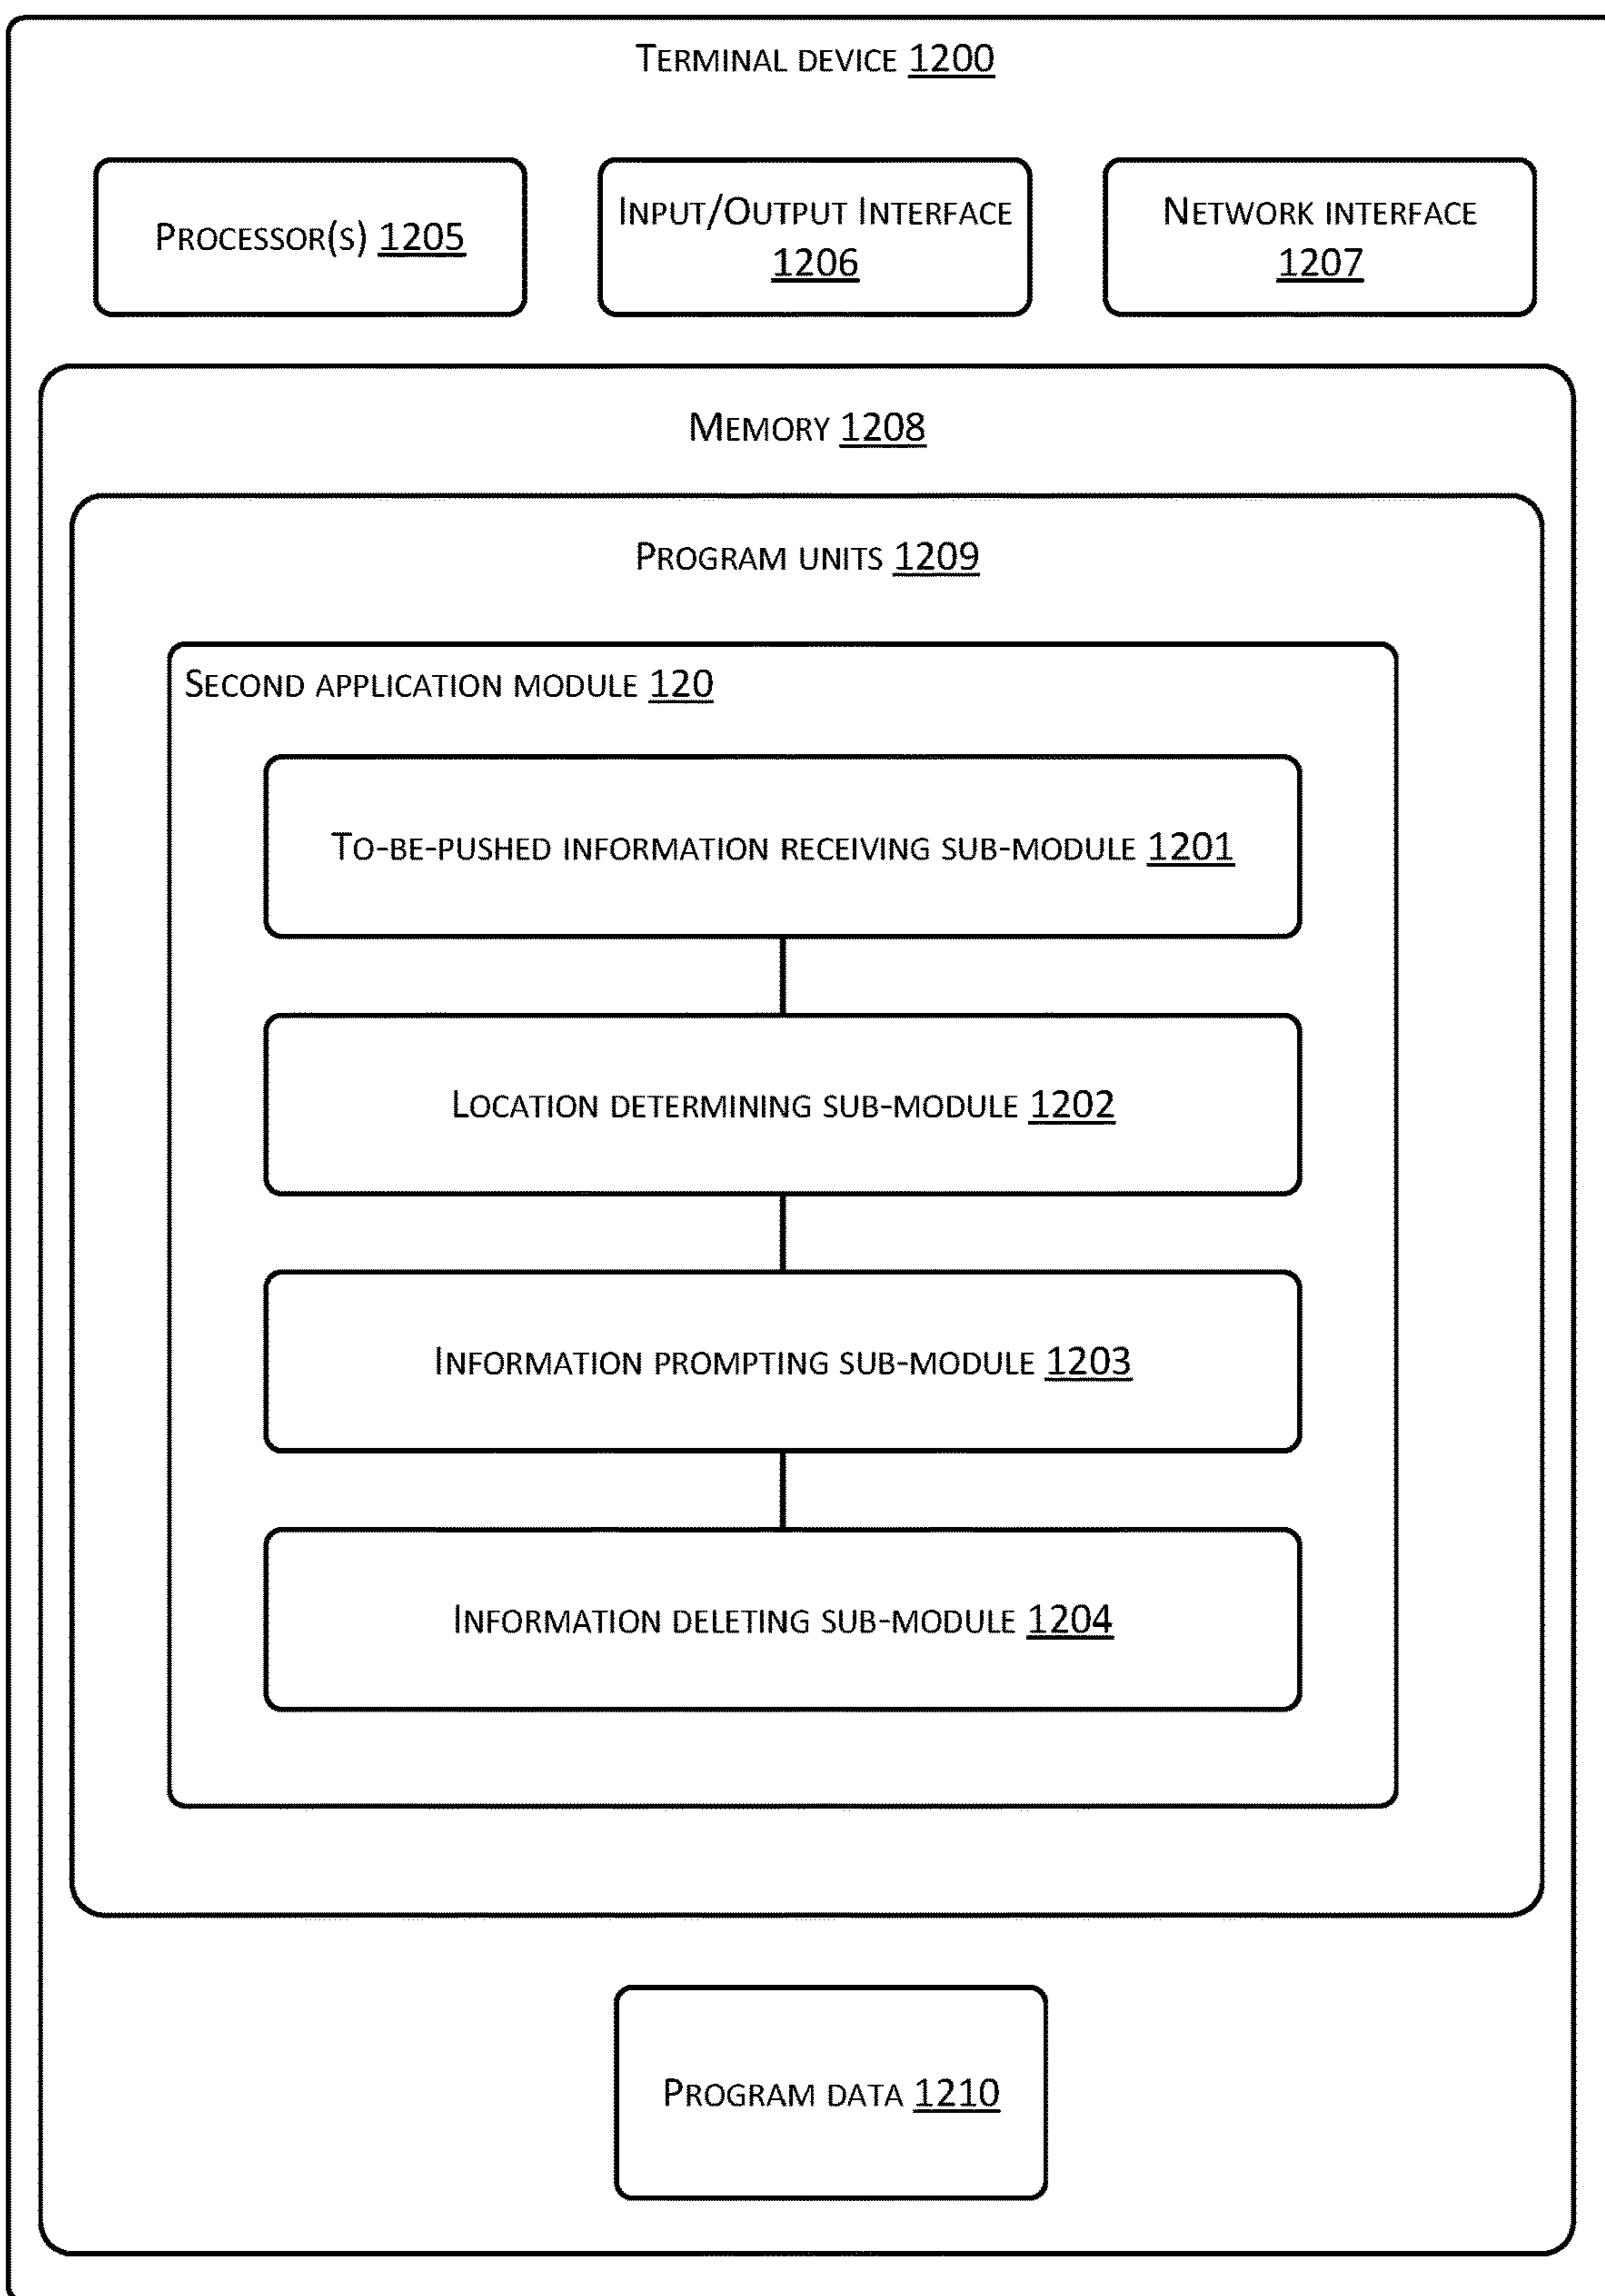 TERMINAL DEVICE 1200
PROCESSOR(S) 1205
INPUT/OUTPUT INTERFACE
1206
NETWORK INTERFACE
1207
MEMORY 1208
PROGRAM UNITS 1209
SECOND APPLICATION MODULE 120
TO-BE-PUSHED INFORMATION RECEIVING SUB-MODULE 1201
LOCATION DETERMINING SUB-MODULE 1202
INFORMATION PROMPTING SUB-MODULE 1203
INFORMATION DELETING SUB-MODULE 1204
PROGRAM DATA 1210